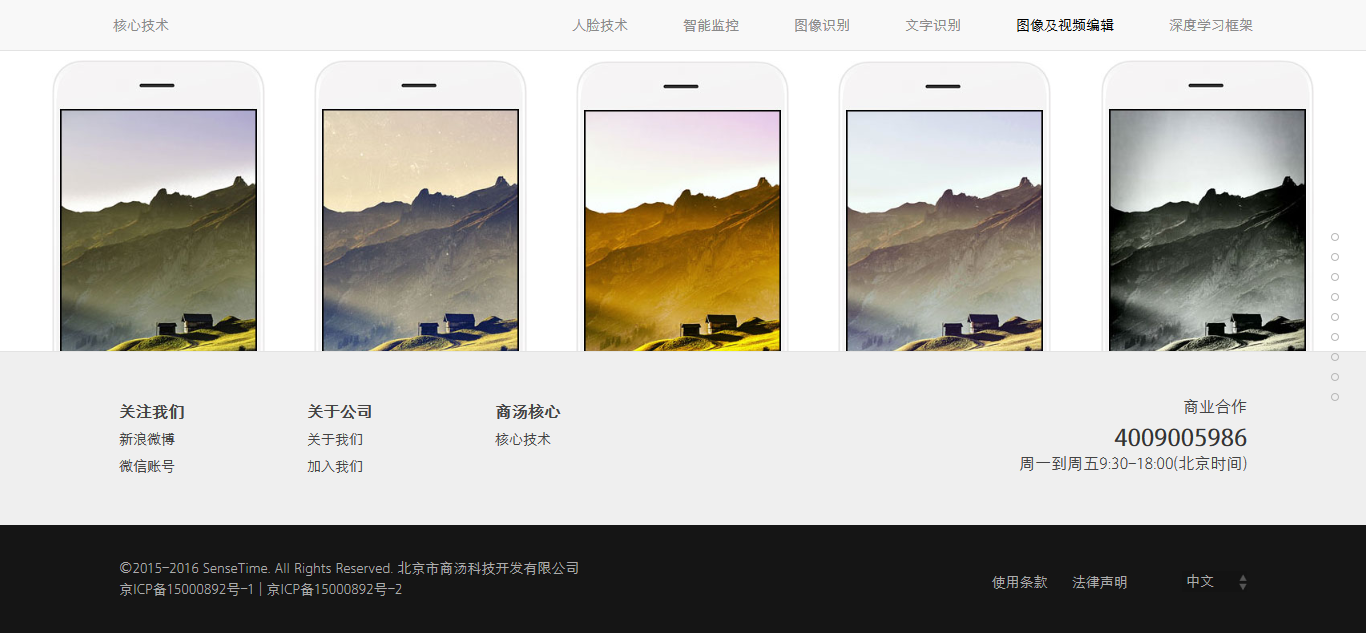 核心技术
人脸技术
智能监控
图像识别
文字识别
图像及视频编辑
深度学习框架
关注我们
新浪微博
微信账号
关于公司
关于我们
加入我们
商汤核心
核心技术
商业合作
4009005986
周一到周五9:30-18:00(北京时间)
©2015-2016 SenseTime. All Rights Reserved. 北京市商汤科技开发有限公司
京ICP备15000892号-1 | 京ICP备15000892号-2
使用条款
法律声明
中文